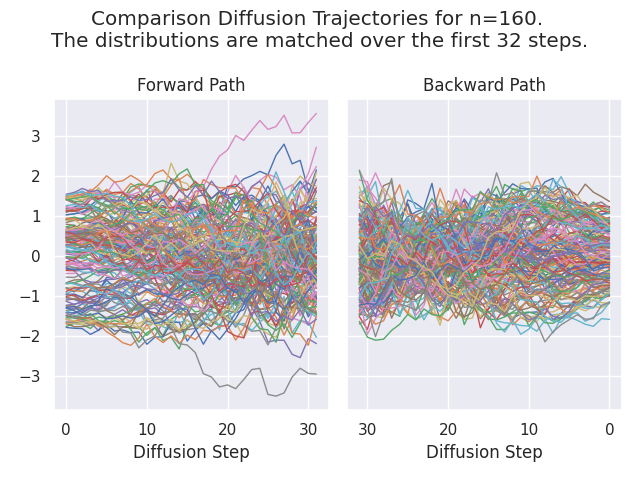 Comparison Diffusion Trajectories for n=160.
The distributions are matched over the first 32 steps.
Forward Path
Backward Path
3
2
1
0
−1
−2
−3
0
10
20
30
30
20
10
0
Diffusion Step
Diffusion Step